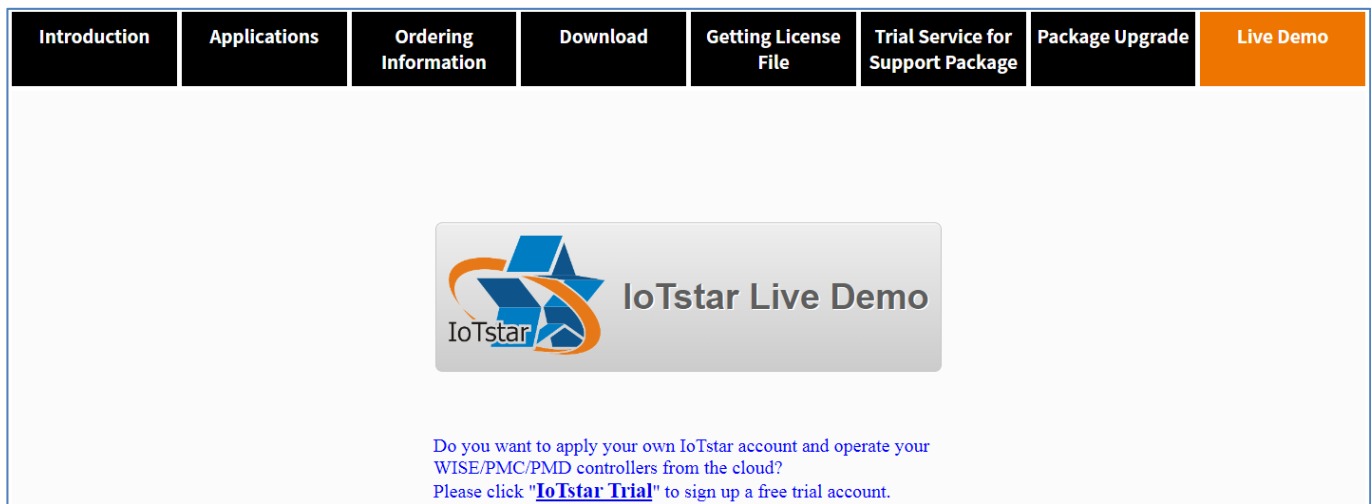 Introduction
Applications
Ordering
Information
Download
Getting License
File
Trial Service for
Support Package
Package Upgrade
Live Demo
IoTstar
IoTstar Live Demo
Do you want to apply your own IoTstar account and operate your
WISE/PMC/PMD controllers from the cloud?
Please click "IoTstar Trial" to sign up a free trial account.